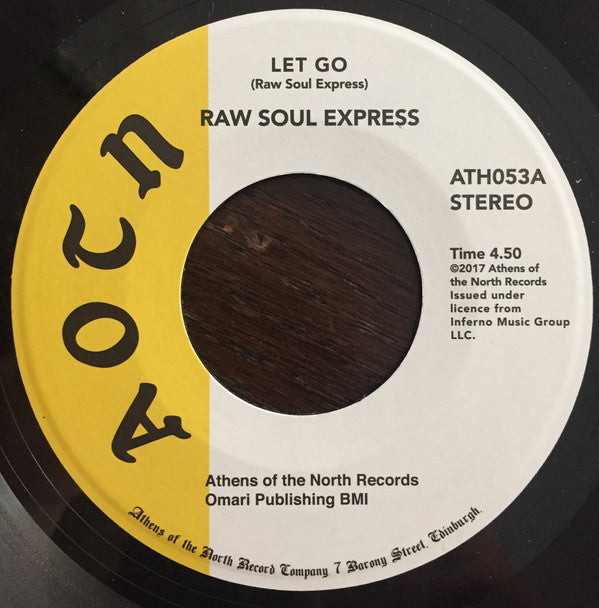 LET GO
(Raw Soul Express)
RAW SOUL EXPRESS
ATH053A
STEREO
Time 4.50
©2017 Athens of
the North Records
Issued under
licence from
Inferno Music Group
LLC.
AOTN
Athens of the North Records
Omari Publishing BMI
Athens of the North Record Company, 7 Barony Street, Edinburgh.